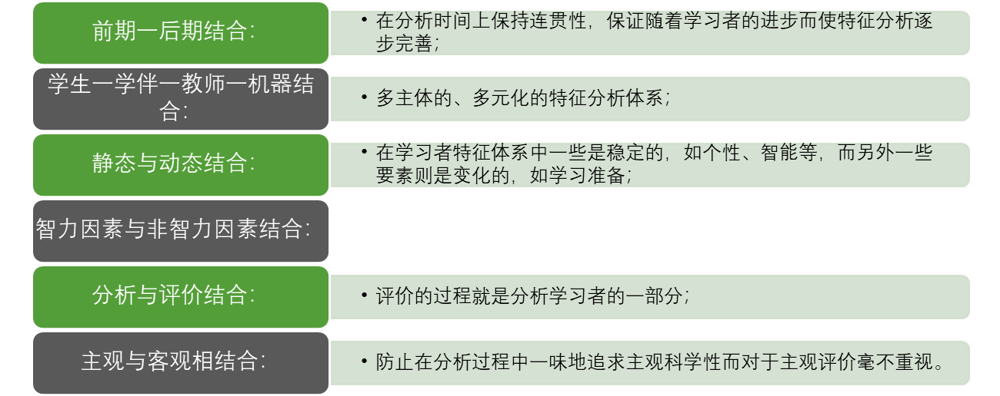 前期一后期结合：
• 在分析时间上保持连贯性，保证随着学习者的进步而使特征分析逐
步完善；
学生一学伴一教师一机器结
合：
• 多主体的、多元化的特征分析体系；
静态与动态结合：
• 在学习者特征体系中一些是稳定的，如个性、智能等，而另外一些
要素则是变化的，如学习准备；
智力因素与非智力因素结合：
分析与评价结合：
• 评价的过程就是分析学习者的一部分；
主观与客观相结合：
• 防止在分析过程中一味地追求主观科学性而对于主观评价毫不重视。